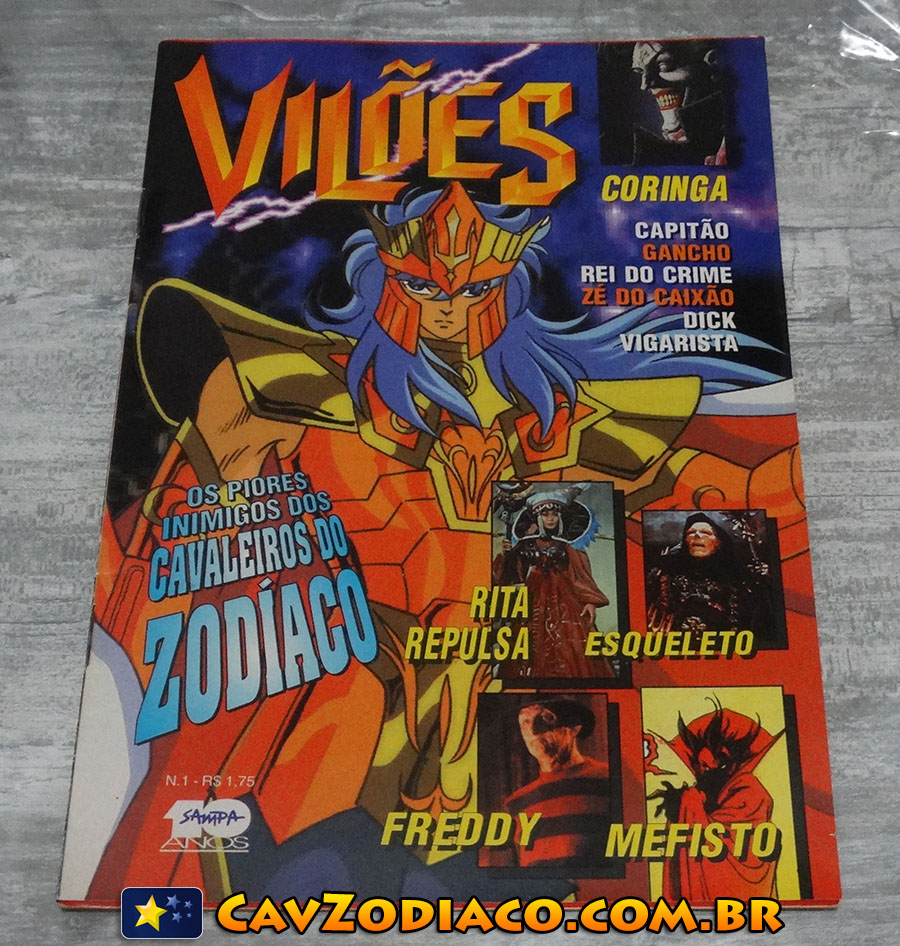 VILÕES
CORINGA
CAPITÃO
GANCHO
REI DO CRIME
ZÉ DO CAIXÃO
DICK
VIGARISTA
OS PIORES
INIMIGOS DOS
CAVALEIROS DO
ZODÍACO
RITA
REPULSA
ESQUELETO
FREDDY
MEFISTO
N.1 - R$ 1,75
10
SAMPA
ANOS
CavZodiaco.com.br